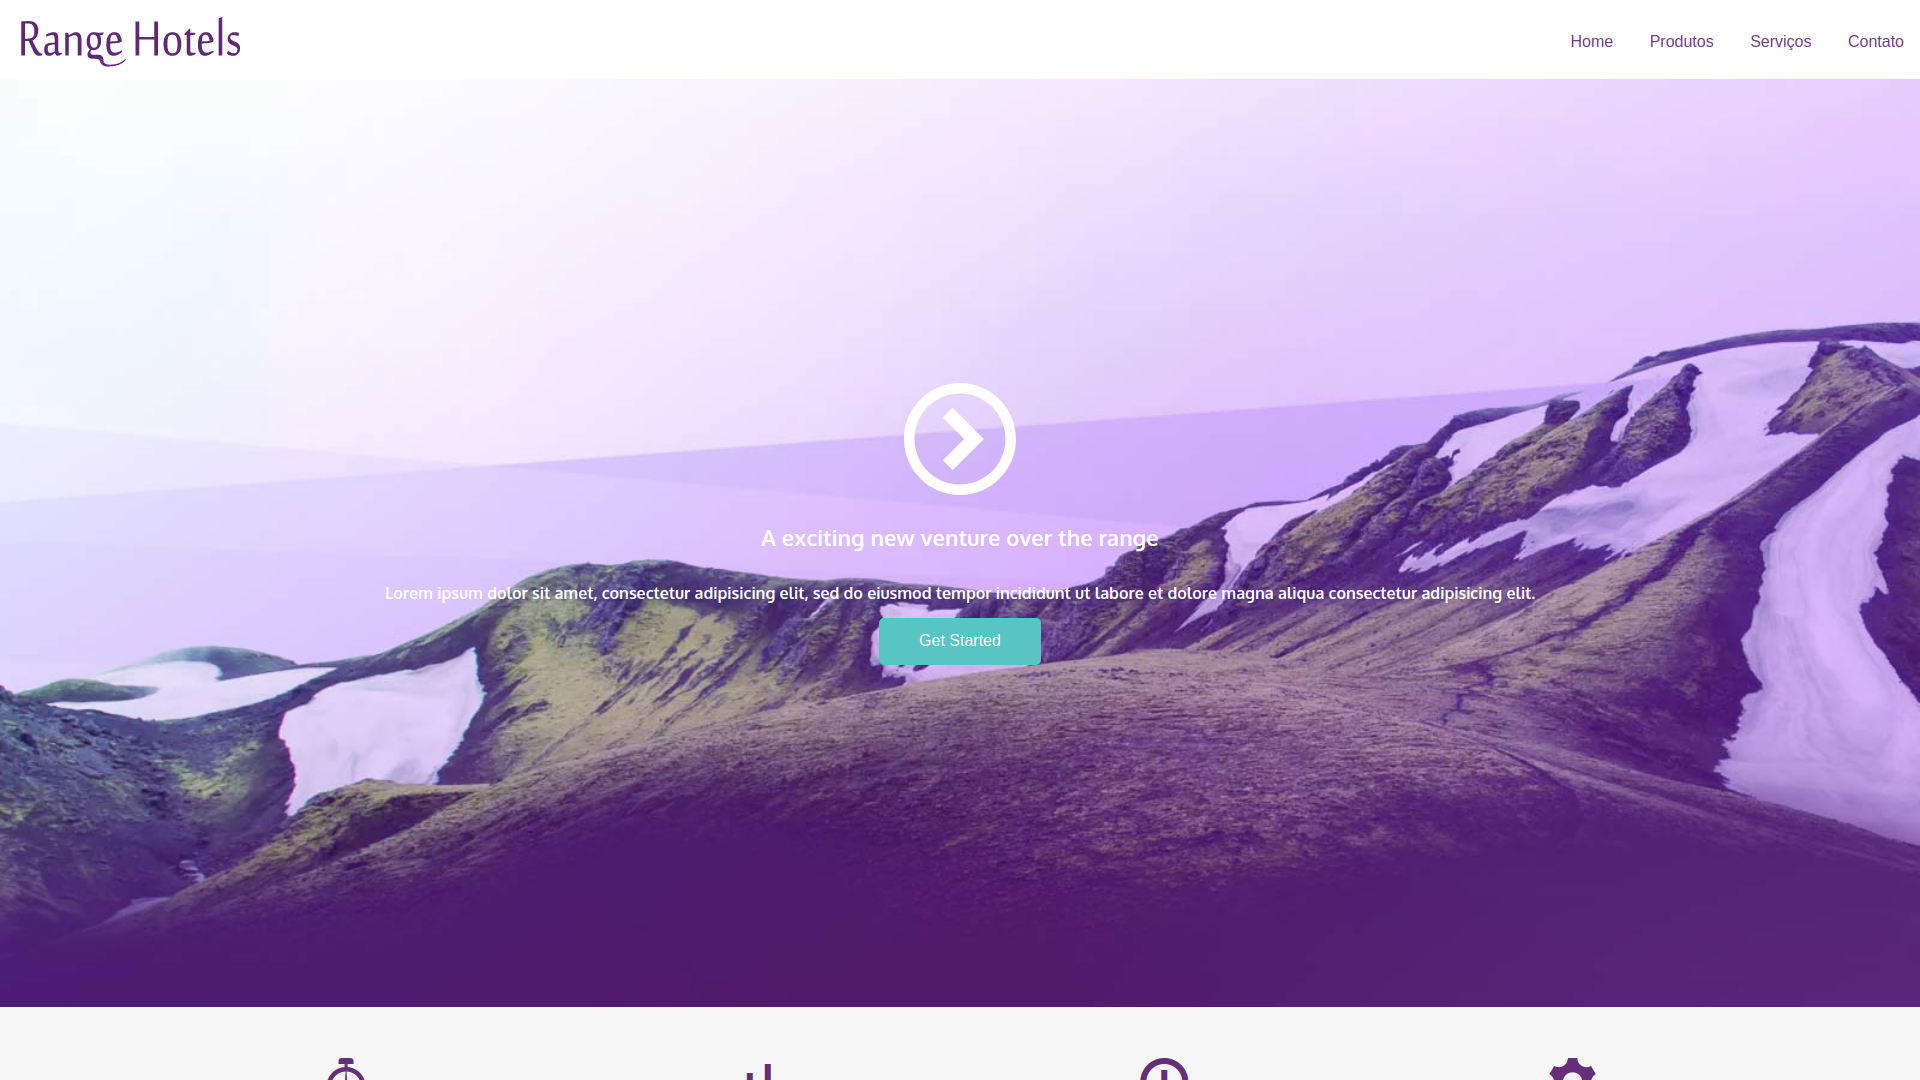 Range Hotels
Home Produtos Serviços Contato
A exciting new venture over the range
Lorem ipsum dolor sit amet, consectetur adipisicing elit, sed do eiusmod tempor incididunt ut labore et dolore magna aliqua consectetur adipisicing elit.
Get Started